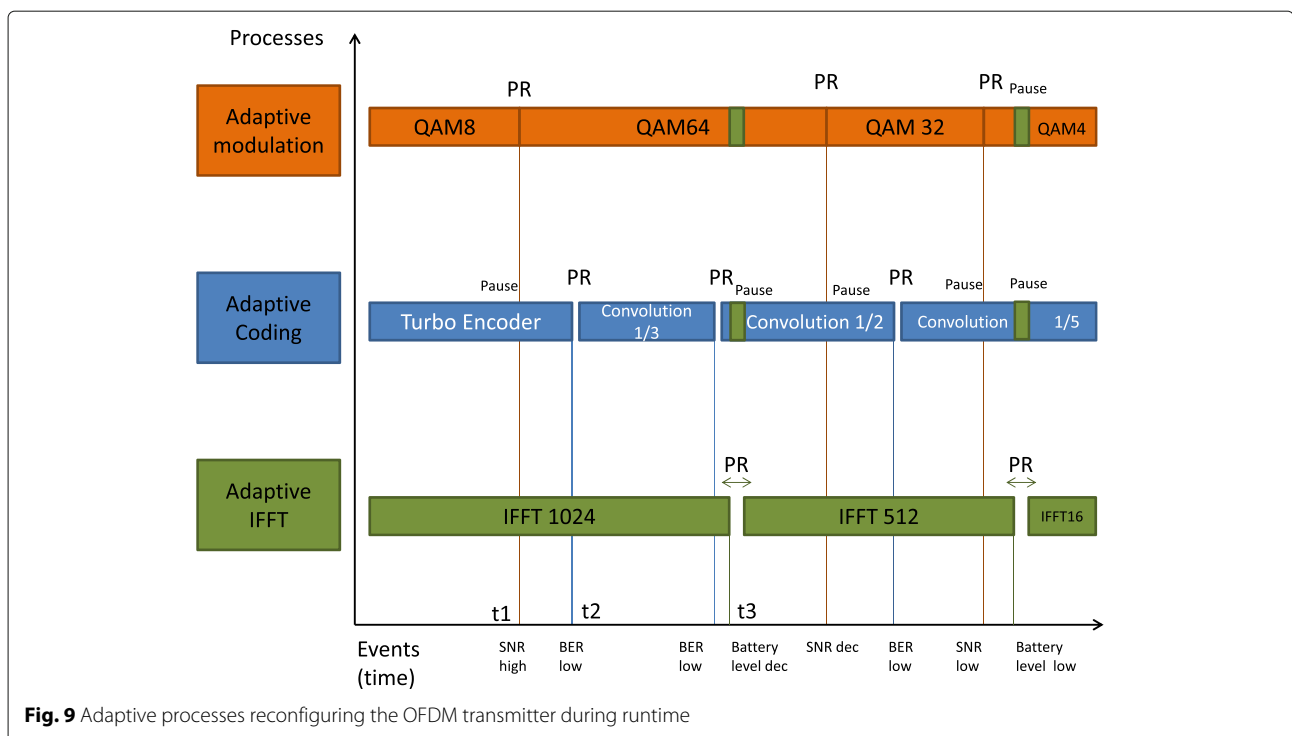 Processes
PR
PR
PR
Pause
Adaptive
modulation
QAM8
QAM64
QAM 32
QAM4
Pause
PR
PR
Pause
Pause
PR
Pause
Pause
Adaptive
Coding
Turbo Encoder
Convolution
1/3
Convolution 1/2
Convolution
1/5
PR
PR
Adaptive
IFFT
IFFT 1024
IFFT 512
IFFT16
t1
t2
t3
Events
(time)
SNR
high
BER
low
BER
low
Battery
level dec
SNR dec
BER
low
SNR
low
Battery
level low
Fig. 9 Adaptive processes reconfiguring the OFDM transmitter during runtime